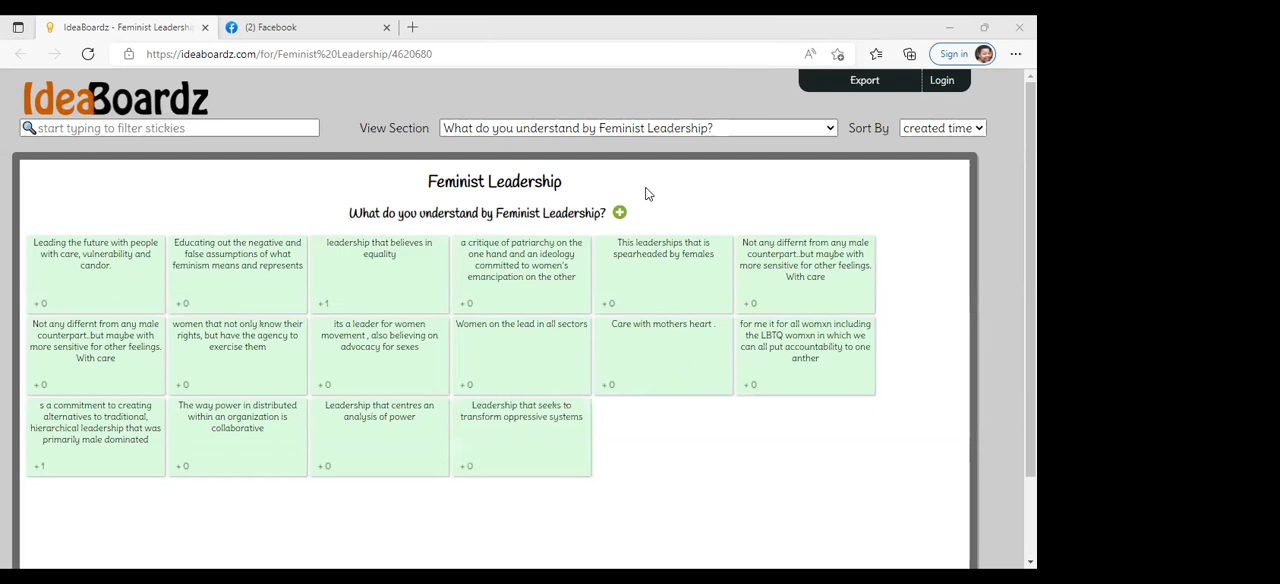 IdeaBoardz - Feminist Leadersh
(2) Facebook
https://ideaboardz.com/for/Feminist%20Leadership/4620680
Sign in
Export
Login
IdeaBoardz
start typing to filter stickies
View Section
What do you understand by Feminist Leadership?
Sort By
created time
Feminist Leadership
What do you understand by Feminist Leadership?
Leading the future with people
with care, vulnerability and
candor.
+0
Educating out the negative and
false assumptions of what
feminism means and represents
+0
leadership that believes in
equality
+1
a critique of patriarchy on the
one hand and an ideology
committed to women's
emancipation on the other
+0
This leaderships that is
spearheaded by females
+0
Not any differnt from any male
counterpart..but maybe with
more sensitive for other feelings.
With care
+0
Not any differnt from any male
counterpart..but maybe with
more sensitive for other feelings.
With care
+0
women that not only know their
rights, but have the agency to
exercise them
+0
its a leader for women
movement , also believing on
advocacy for sexes
+0
Women on the lead in all sectors
+0
Care with mothers heart .
+0
for me it for all womxn including
the LBTQ womxn in which we
can all put accountability to one
anther
+0
s a commitment to creating
alternatives to traditional,
hierarchical leadership that was
primarily male dominated
+1
The way power in distributed
within an organization is
collaborative
+0
Leadership that centres an
analysis of power
+0
Leadership that seeks to
transform oppressive systems
+0